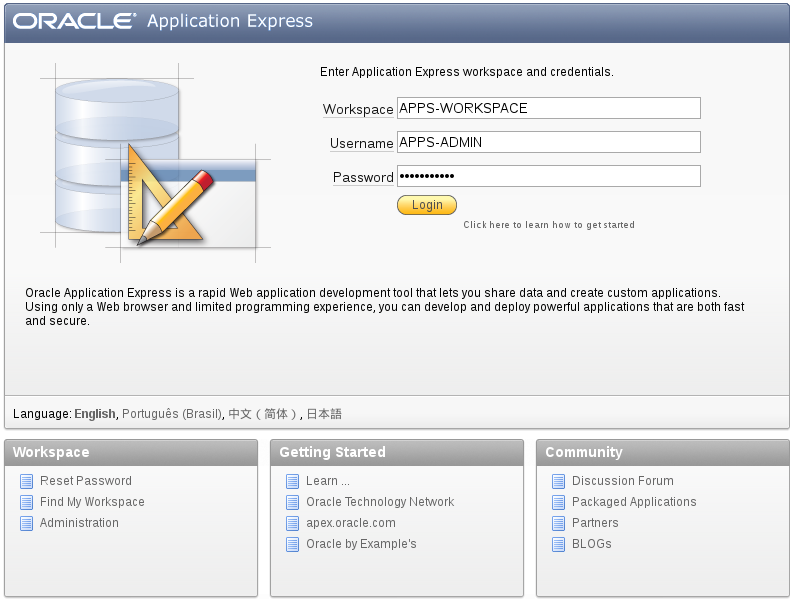 ORACLE® Application Express
Enter Application Express workspace and credentials.
Workspace APPS-WORKSPACE
Username APPS-ADMIN
Password •••••••••••
Login
Click here to learn how to get started
Oracle Application Express is a rapid Web application development tool that lets you share data and create custom applications.
Using only a Web browser and limited programming experience, you can develop and deploy powerful applications that are both fast
and secure.
Language: English, Português (Brasil), 中文（简体）, 日本語
Workspace
Reset Password
Find My Workspace
Administration
Getting Started
Learn ...
Oracle Technology Network
apex.oracle.com
Oracle by Example's
Community
Discussion Forum
Packaged Applications
Partners
BLOGs